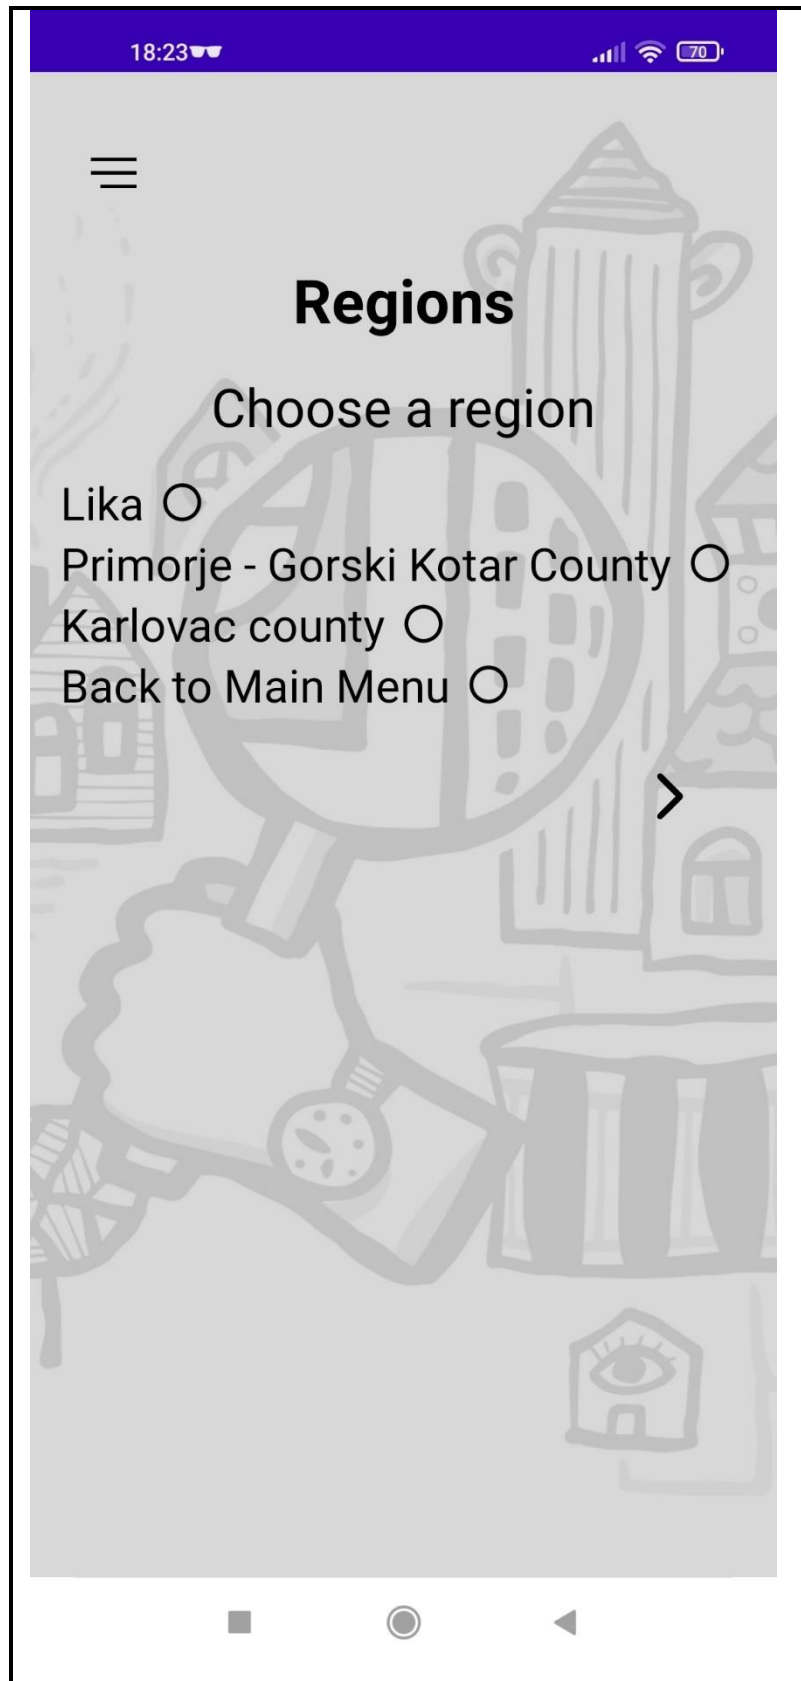 18:23
70
Regions
Choose a region
Lika
Primorje - Gorski Kotar County
Karlovac county
Back to Main Menu